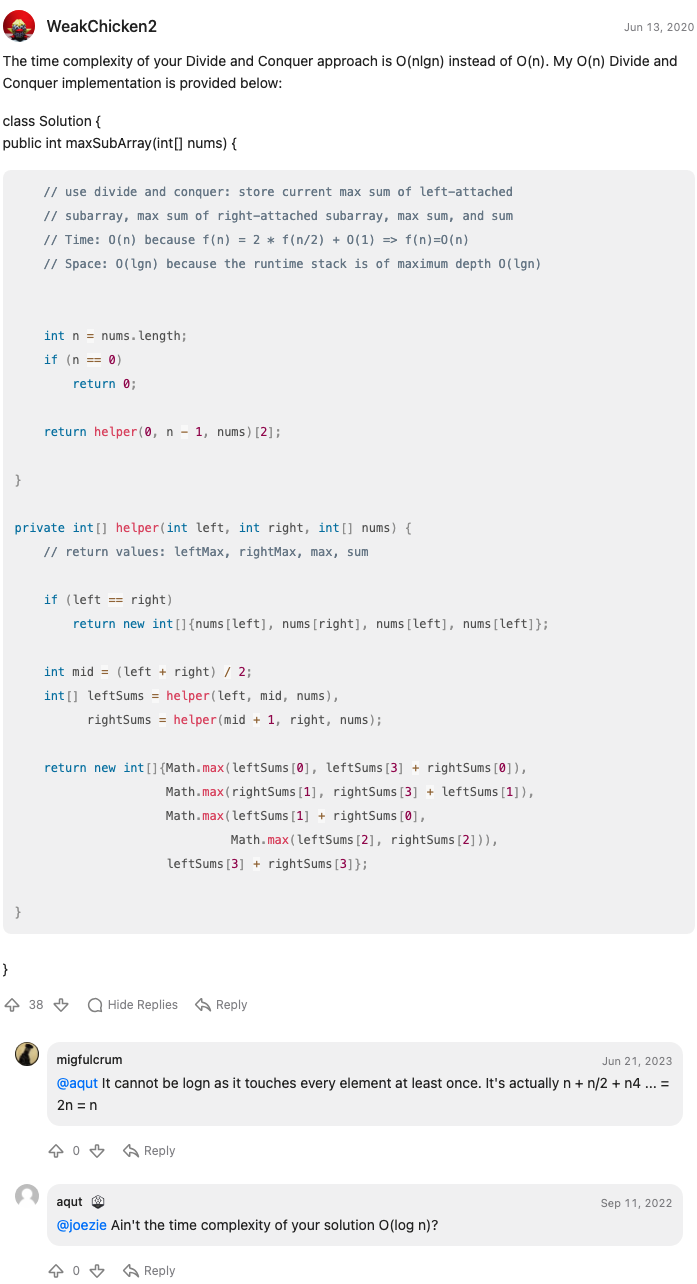 WeakChicken2
Jun 13, 2020
The time complexity of your Divide and Conquer approach is O(nlgn) instead of O(n). My O(n) Divide and
Conquer implementation is provided below:
class Solution {
public int maxSubArray(int[] nums) {
    // use divide and conquer: store current max sum of left-attached
    // subarray, max sum of right-attached subarray, max sum, and sum
    // Time: O(n) because f(n) = 2 * f(n/2) + O(1) => f(n)=O(n)
    // Space: O(lgn) because the runtime stack is of maximum depth O(lgn)
    int n = nums.length;
    if (n == 0)
        return 0;
    return helper(0, n - 1, nums)[2];
}
private int[] helper(int left, int right, int[] nums) {
    // return values: leftMax, rightMax, max, sum
    if (left == right)
        return new int[]{nums[left], nums[right], nums[left], nums[left]};
    int mid = (left + right) / 2;
    int[] leftSums = helper(left, mid, nums),
          rightSums = helper(mid + 1, right, nums);
    return new int[]{Math.max(leftSums[0], leftSums[3] + rightSums[0]),
                     Math.max(rightSums[1], rightSums[3] + leftSums[1]),
                     Math.max(leftSums[1] + rightSums[0],
                              Math.max(leftSums[2], rightSums[2])),
                     leftSums[3] + rightSums[3]};
}
}
38 Hide Replies Reply
migfulcrum
Jun 21, 2023
@aqut It cannot be logn as it touches every element at least once. It's actually n + n/2 + n4 ... =
2n = n
0 Reply
aqut
Sep 11, 2022
@joezie Ain't the time complexity of your solution O(log n)?
0 Reply